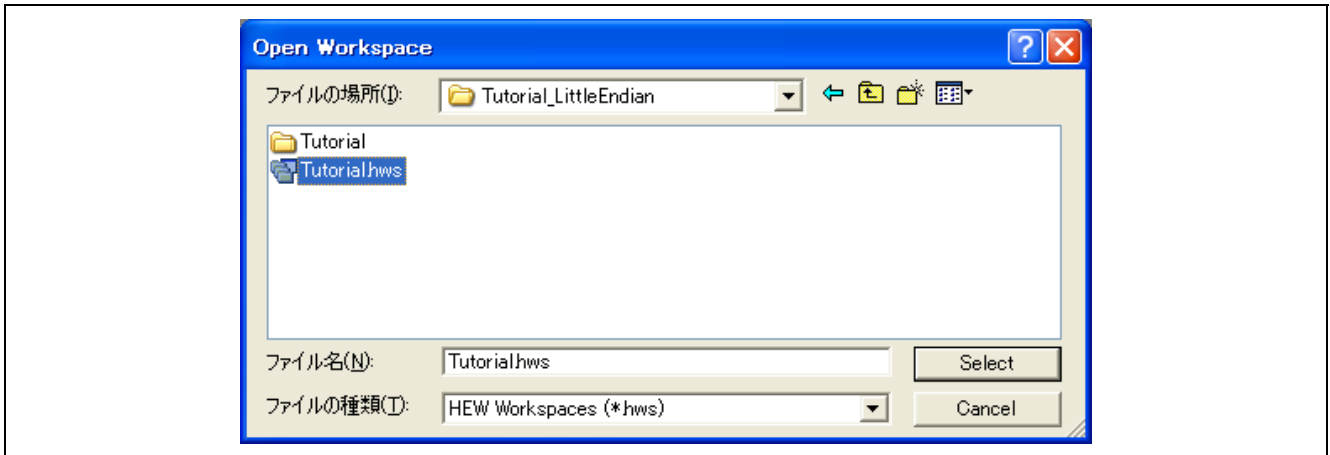 Open Workspace
ファイルの場所(I): Tutorial_LittleEndian
Tutorial
Tutorial.hws
ファイル名(N): Tutorial.hws Select
ファイルの種類(T): HEW Workspaces (*.hws) Cancel